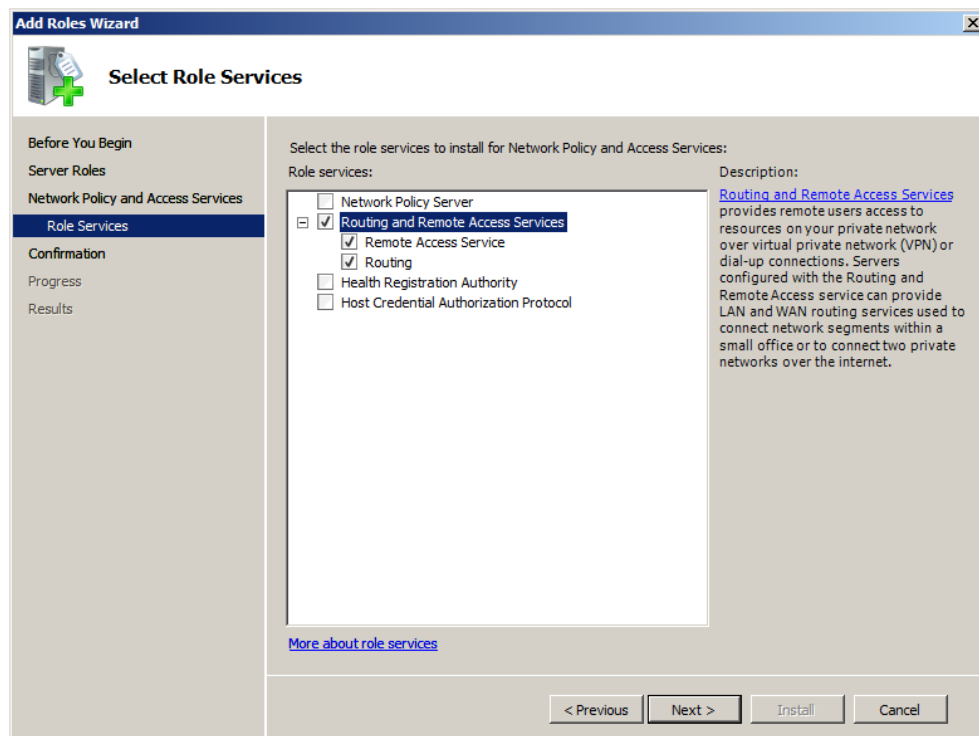 Add Roles Wizard
Select Role Services
Before You Begin
Server Roles
Network Policy and Access Services
Role Services
Confirmation
Progress
Results
Select the role services to install for Network Policy and Access Services:
Role services:
Network Policy Server
Routing and Remote Access Services
Remote Access Service
Routing
Health Registration Authority
Host Credential Authorization Protocol
More about role services
Description:
Routing and Remote Access Services
provides remote users access to
resources on your private network
over virtual private network (VPN) or
dial-up connections. Servers
configured with the Routing and
Remote Access service can provide
LAN and WAN routing services used to
connect network segments within a
small office or to connect two private
networks over the internet.
< Previous
Next >
Install
Cancel